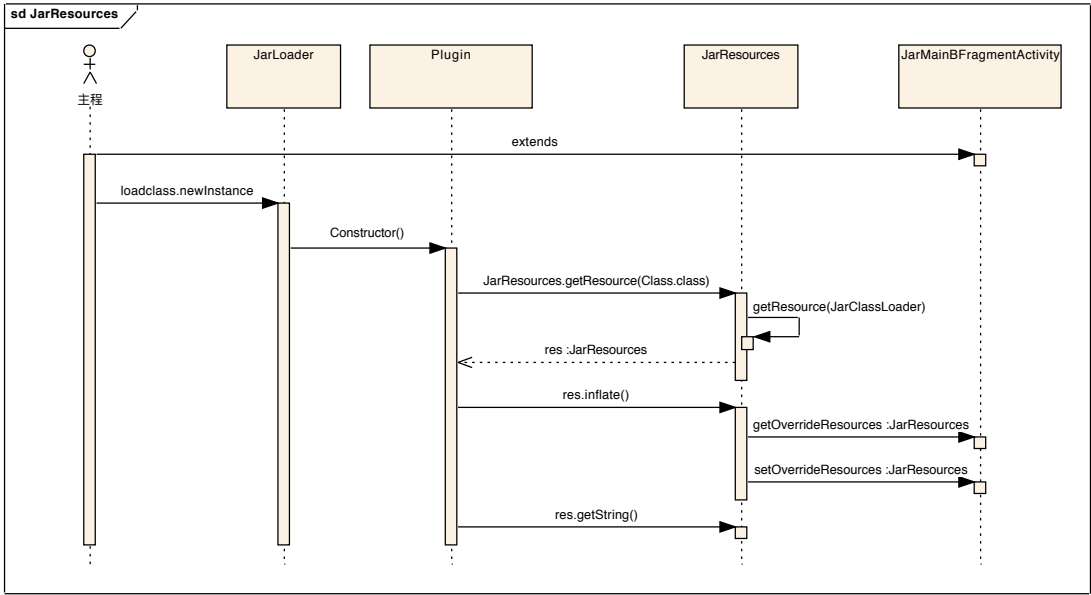 sd JarResources
主程
JarLoader
Plugin
JarResources
JarMainBFragmentActivity
extends
loadclass.newInstance
Constructor()
JarResources.getResource(Class.class)
getResource(JarClassLoader)
res :JarResources
res.inflate()
getOverrideResources :JarResources
setOverrideResources :JarResources
res.getString()